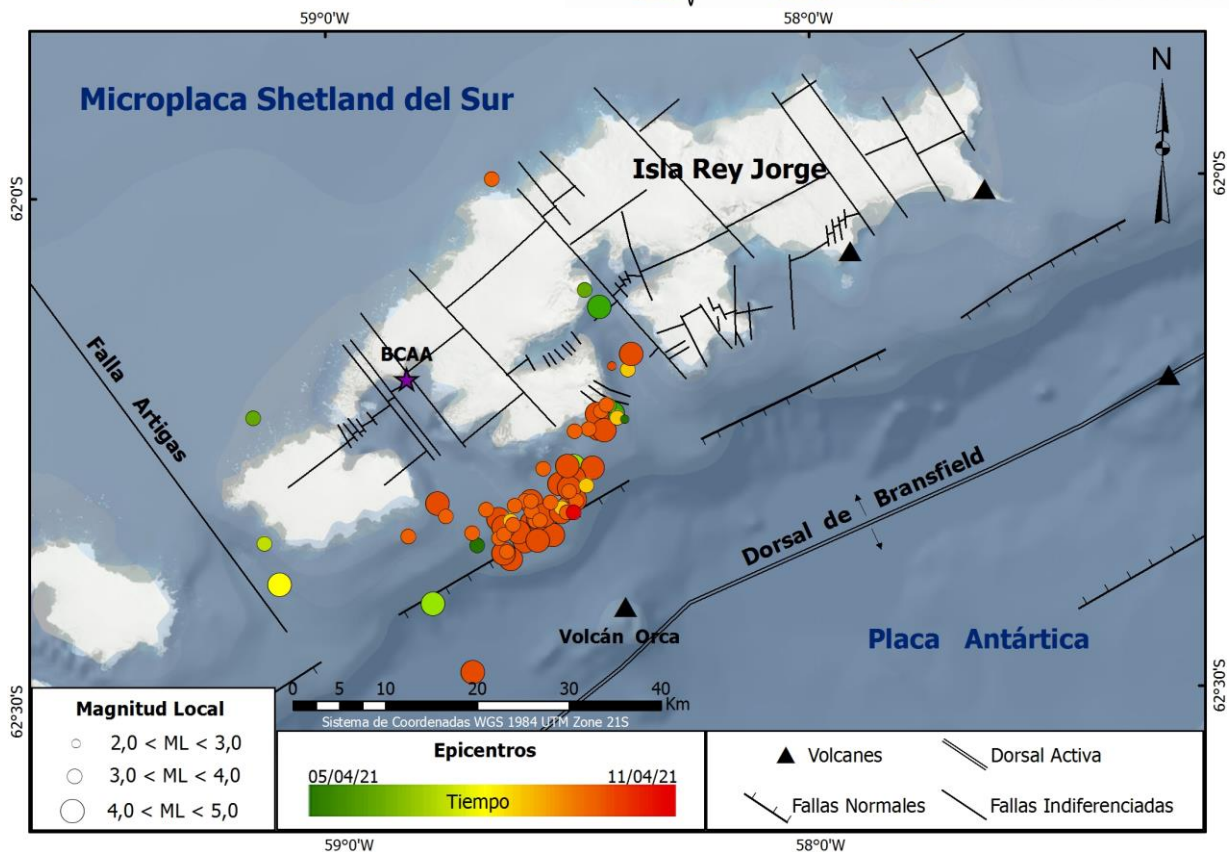 59°0'W
58°0'W
Microplaca Shetland del Sur
N
Isla Rey Jorge
62°0'S
62°0'S
Falla Artigas
BCAA
Dorsal de Bransfield
Volcán Orca
Placa Antártica
62°30'S
62°30'S
0 5 10 20 30 40
Km
Sistema de Coordenadas WGS 1984 UTM Zone 21S
Magnitud Local
2,0 < ML < 3,0
3,0 < ML < 4,0
4,0 < ML < 5,0
Epicentros
05/04/21 11/04/21
Tiempo
Volcanes
Dorsal Activa
Fallas Normales
Fallas Indiferenciadas
59°0'W
58°0'W